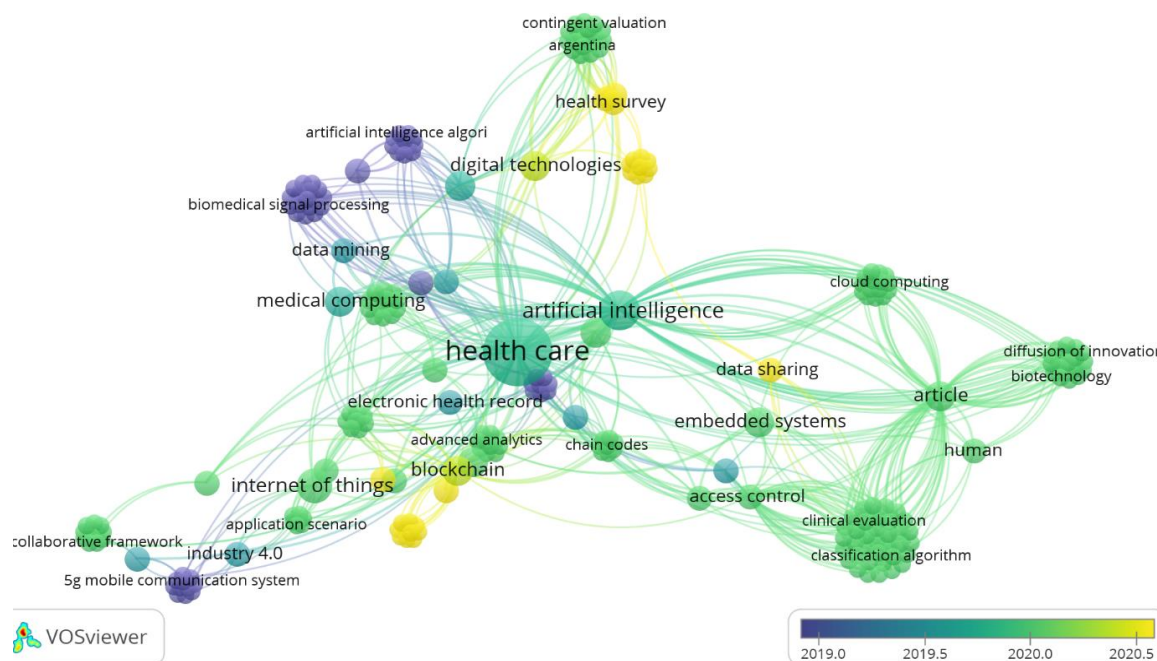 contingent valuation
argentina
health survey
artificial intelligence algori
digital technologies
biomedical signal processing
data mining
medical computing
cloud computing
artificial intelligence
health care
diffusion of innovation
biotechnology
data sharing
article
electronic health record
embedded systems
advanced analytics
chain codes
human
blockchain
internet of things
access control
application scenario
clinical evaluation
collaborative framework
industry 4.0
classification algorithm
5g mobile communication system
VOSviewer
2019.0 2019.5 2020.0 2020.5